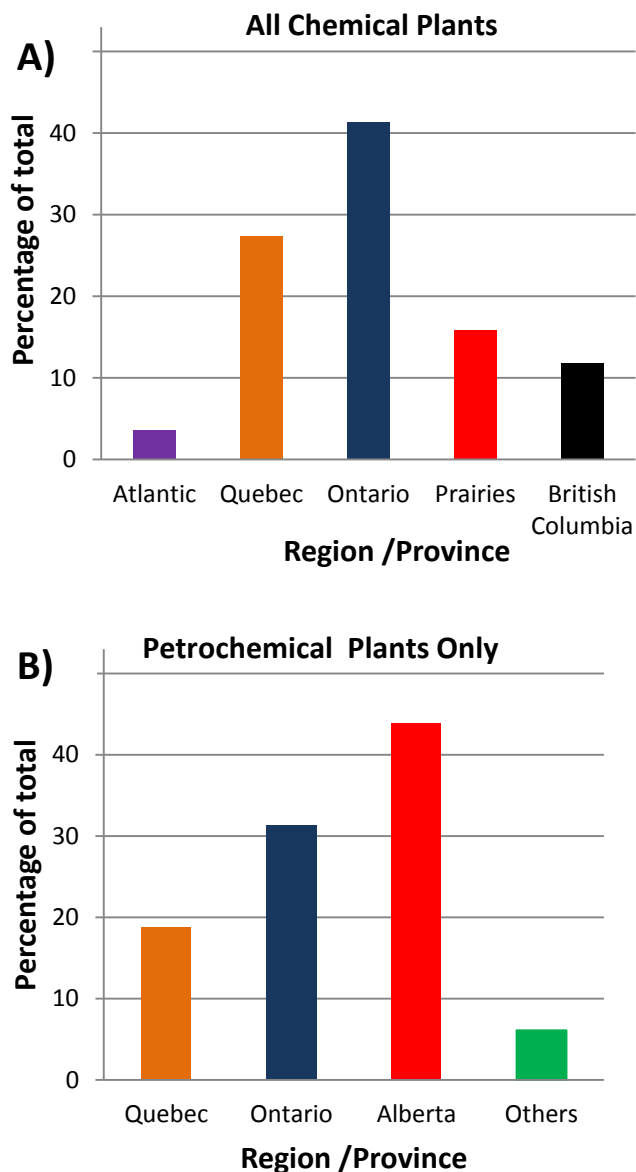 All Chemical Plants
A)
Percentage of total
40
30
20
10
0
Atlantic Quebec Ontario Prairies British
Columbia
Region /Province
Petrochemical Plants Only
B)
Percentage of total
40
30
20
10
0
Quebec Ontario Alberta Others
Region /Province